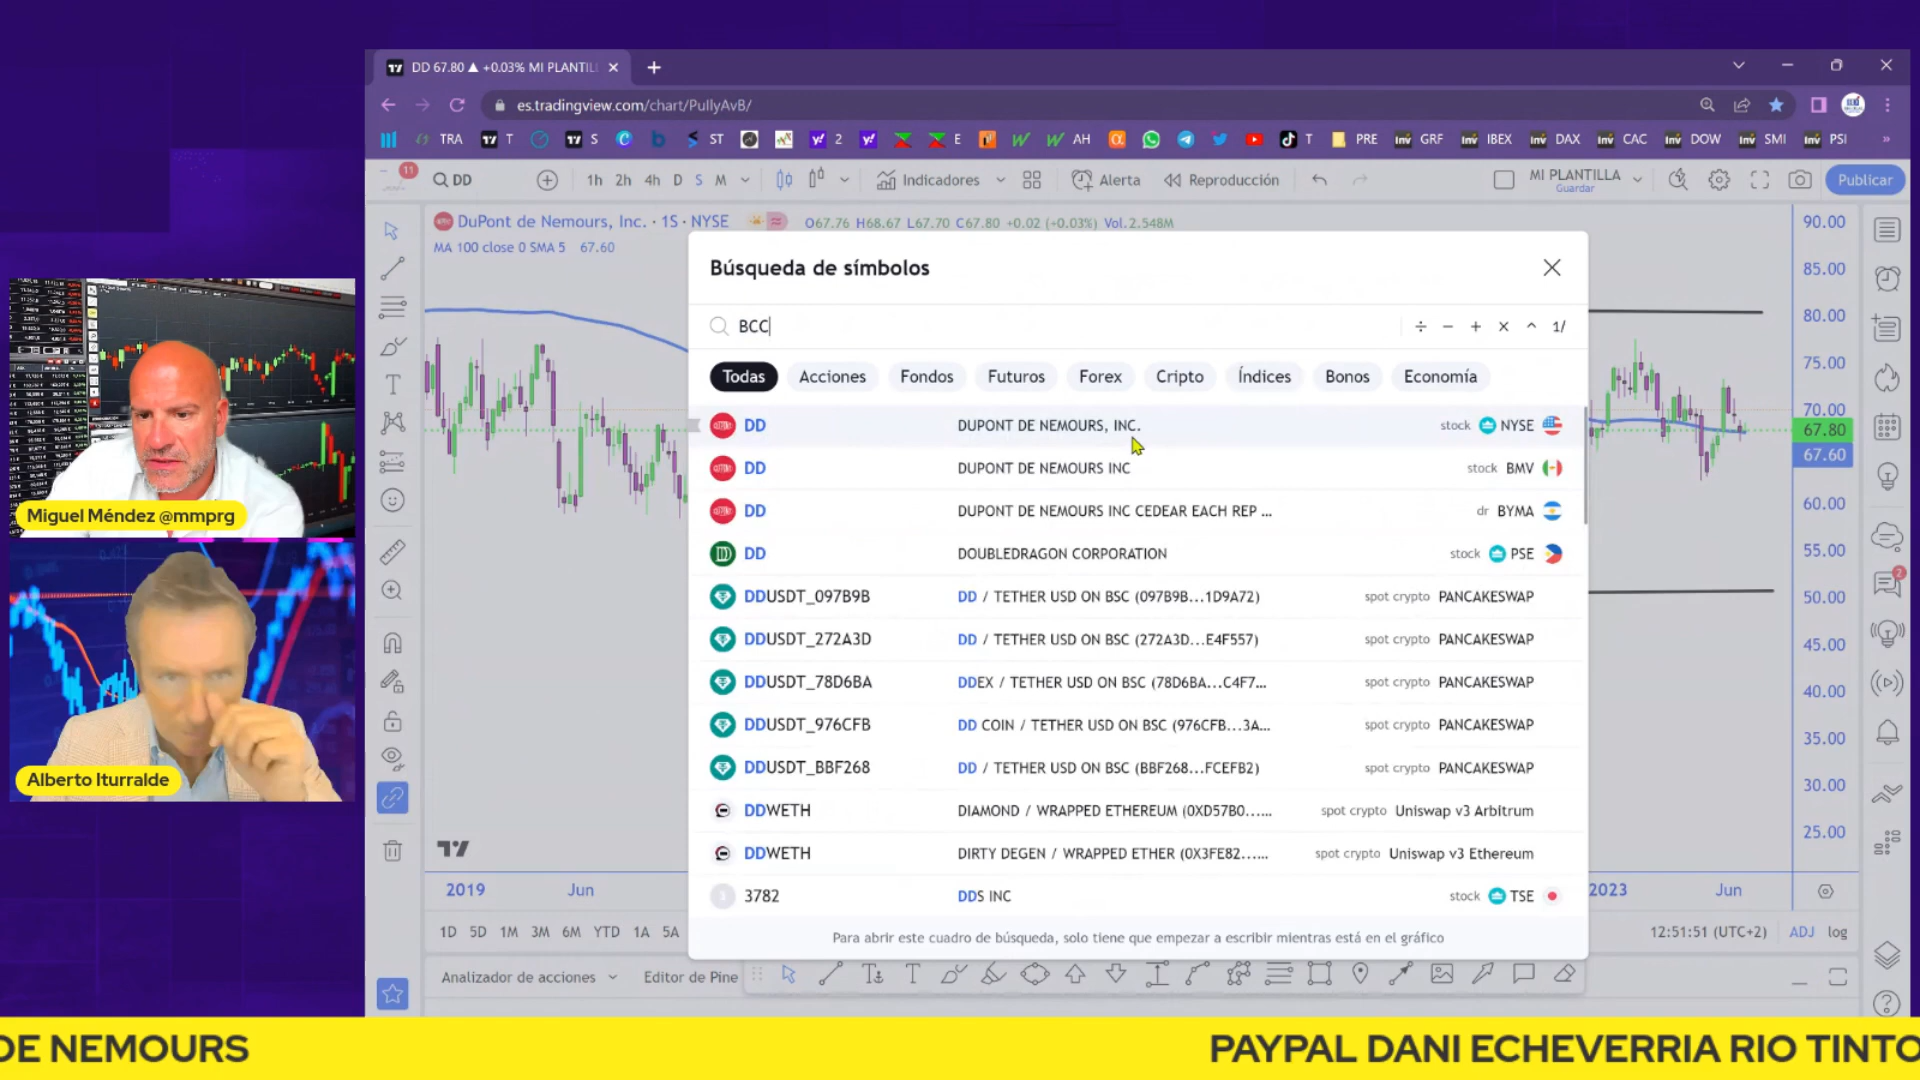 DD 67.80 ▲ +0.03% MI PLANTIL
es.tradingview.com/chart/PullyAvB/
TRA T S ST 2 E AH T PRE GRF IBEX DAX CAC DOW SMI PSI »
11
DD 1h 2h 4h D S M Indicadores Alerta Reproducción MI PLANTILLA Guardar Publicar
DuPont de Nemours, Inc. · 1S · NYSE O67.76 H68.67 L67.70 C67.80 +0.02 (+0.03%) Vol.2.548M
MA 100 close 0 SMA 5 67.60
Búsqueda de símbolos
BCC ÷ − + × ^ 1/
Todas Acciones Fondos Futuros Forex Cripto Índices Bonos Economía
DD DUPONT DE NEMOURS, INC. stock NYSE
DD DUPONT DE NEMOURS INC stock BMV
DD DUPONT DE NEMOURS INC CEDEAR EACH REP ... dr BYMA
DD DOUBLEDRAGON CORPORATION stock PSE
DDUSDT_097B9B DD / TETHER USD ON BSC (097B9B...1D9A72) spot crypto PANCAKESWAP
DDUSDT_272A3D DD / TETHER USD ON BSC (272A3D...E4F557) spot crypto PANCAKESWAP
DDUSDT_78D6BA DDEX / TETHER USD ON BSC (78D6BA...C4F7... spot crypto PANCAKESWAP
DDUSDT_976CFB DD COIN / TETHER USD ON BSC (976CFB...3A... spot crypto PANCAKESWAP
DDUSDT_BBF268 DD / TETHER USD ON BSC (BBF268...FCEFB2) spot crypto PANCAKESWAP
DDWETH DIAMOND / WRAPPED ETHEREUM (0XD57B0...... spot crypto Uniswap v3 Arbitrum
DDWETH DIRTY DEGEN / WRAPPED ETHER (0X3FE82...... spot crypto Uniswap v3 Ethereum
3 3782 DDS INC stock TSE
Para abrir este cuadro de búsqueda, solo tiene que empezar a escribir mientras está en el gráfico
90.00
85.00
80.00
75.00
70.00
67.80
67.60
60.00
55.00
50.00
45.00
40.00
35.00
30.00
25.00
2
2019 Jun 2023 Jun
1D 5D 1M 3M 6M YTD 1A 5A 12:51:51 (UTC+2) ADJ log
Analizador de acciones Editor de Pine
Miguel Méndez @mmprg
Alberto Iturralde
DE NEMOURS PAYPAL DANI ECHEVERRIA RIO TINTO